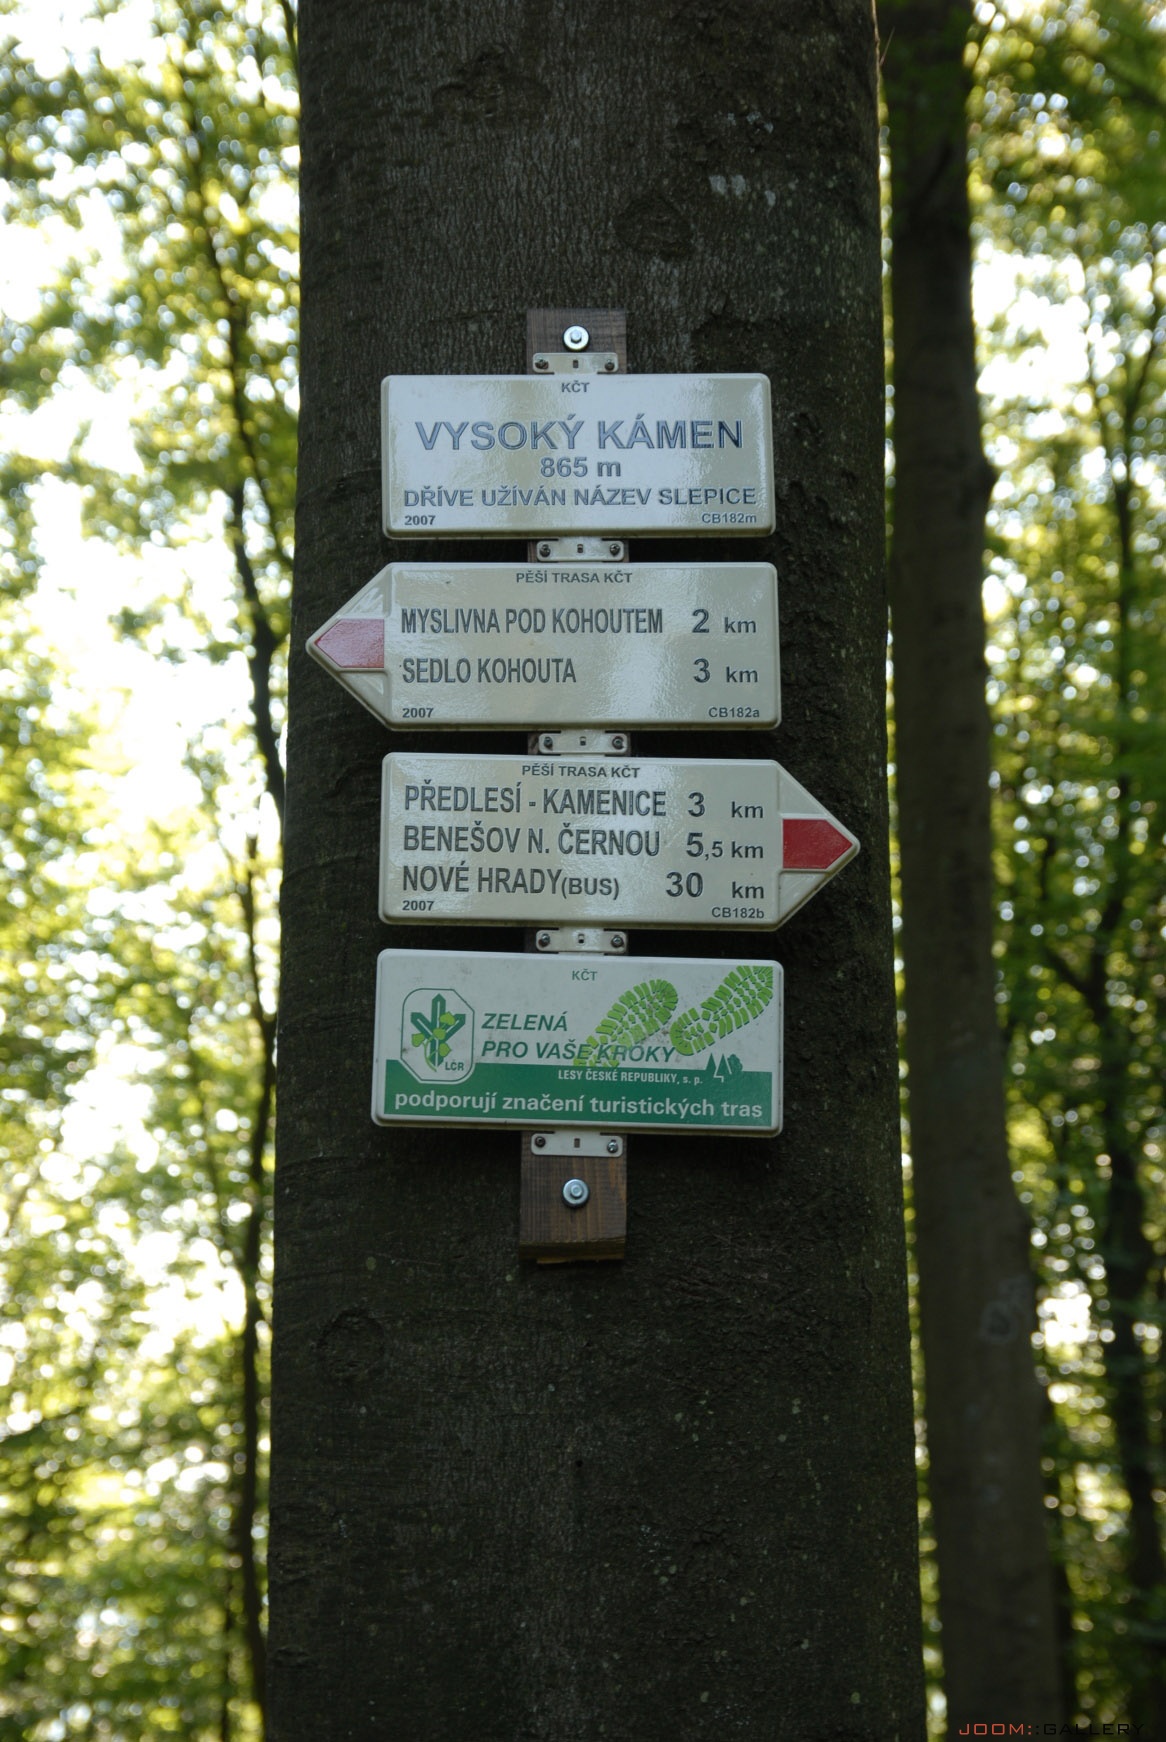 KČT
VYSOKÝ KÁMEN
865 m
DŘÍVE UŽÍVÁN NÁZEV SLEPICE
2007 CB182m
PĚŠÍ TRASA KČT
MYSLIVNA POD KOHOUTEM 2 km
SEDLO KOHOUTA 3 km
2007 CB182a
PĚŠÍ TRASA KČT
PŘEDLESÍ - KAMENICE 3 km
BENEŠOV N. ČERNOU 5,5 km
NOVÉ HRADY(BUS) 30 km
2007 CB182b
KČT
ZELENÁ
PRO VAŠE KROKY
LČR
LESY ČESKÉ REPUBLIKY, s. p.
podporují značení turistických tras
JOOM::GALLERY